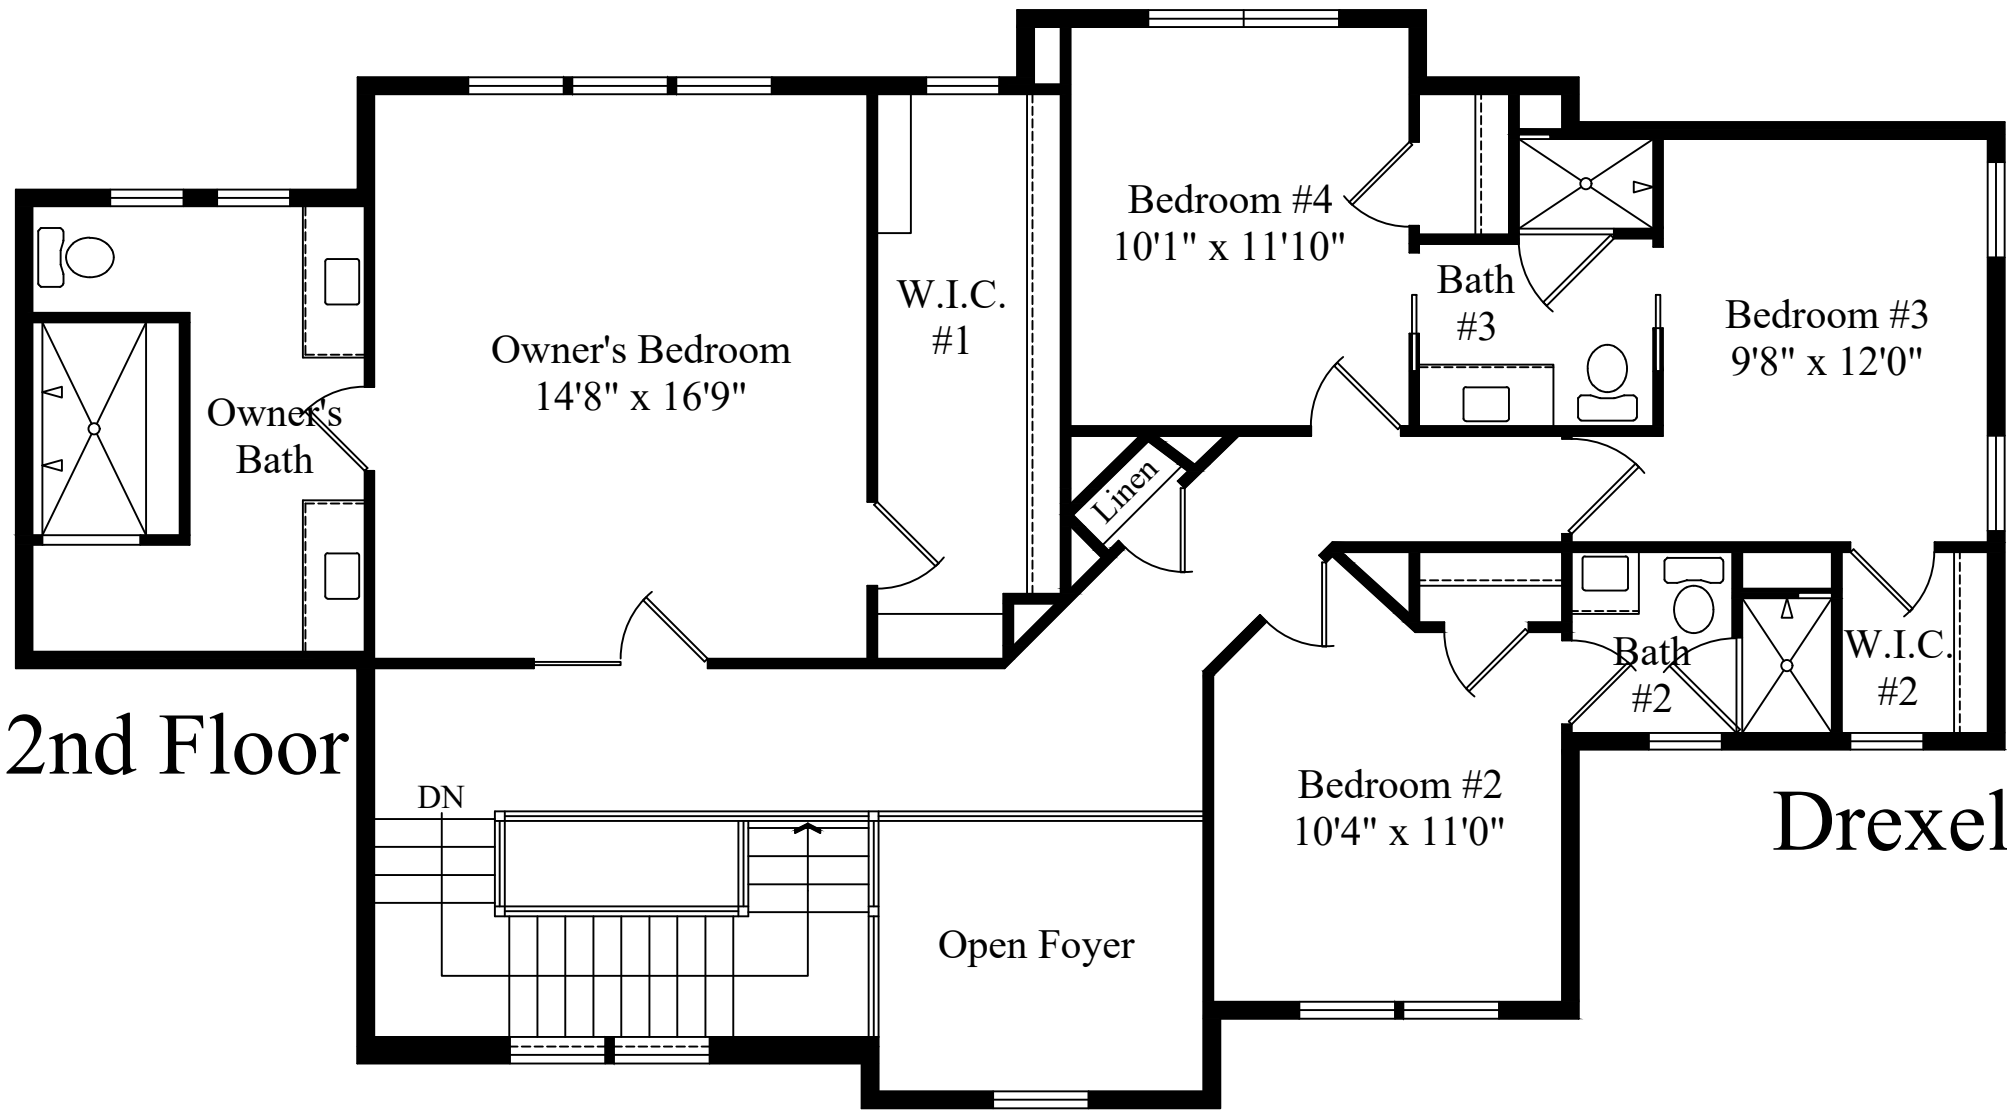 Bedroom #4
10'1" x 11'10"
W.I.C.
#1
Bath
#3
Bedroom #3
9'8" x 12'0"
Owner's Bedroom
14'8" x 16'9"
Owner's
Bath
Linen
Bath
#2
W.I.C.
#2
2nd Floor
DN
Bedroom #2
10'4" x 11'0"
Drexel
Open Foyer